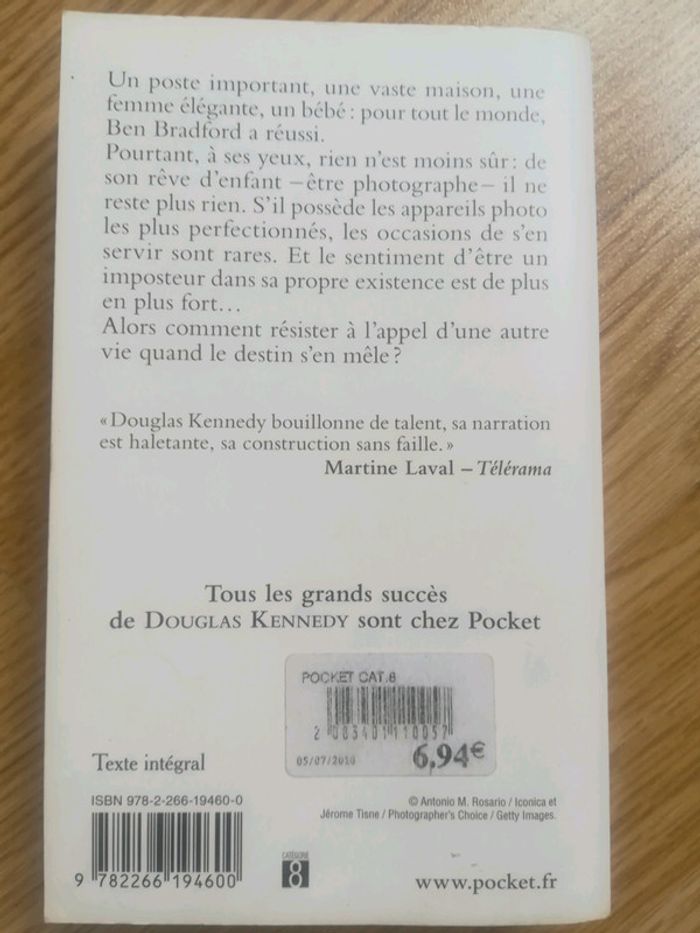 Un poste important, une vaste maison, une
femme élégante, un bébé : pour tout le monde,
Ben Bradford a réussi.
Pourtant, à ses yeux, rien n'est moins sûr : de
son rêve d'enfant –être photographe– il ne
reste plus rien. S'il possède les appareils photo
les plus perfectionnés, les occasions de s'en
servir sont rares. Et le sentiment d'être un
imposteur dans sa propre existence est de plus
en plus fort…
Alors comment résister à l'appel d'une autre
vie quand le destin s'en mêle ?
« Douglas Kennedy bouillonne de talent, sa narration
est haletante, sa construction sans faille. »
Martine Laval – Télérama
Tous les grands succès
de DOUGLAS KENNEDY sont chez Pocket
POCKET CAT.8
2 003401 110057
05/07/2010
6,94€
Texte intégral
ISBN 978-2-266-19460-0
© Antonio M. Rosario / Iconica et
Jérome Tisne / Photographer's Choice / Getty Images.
9 782266 194600
CATÉGORIE
8
www.pocket.fr